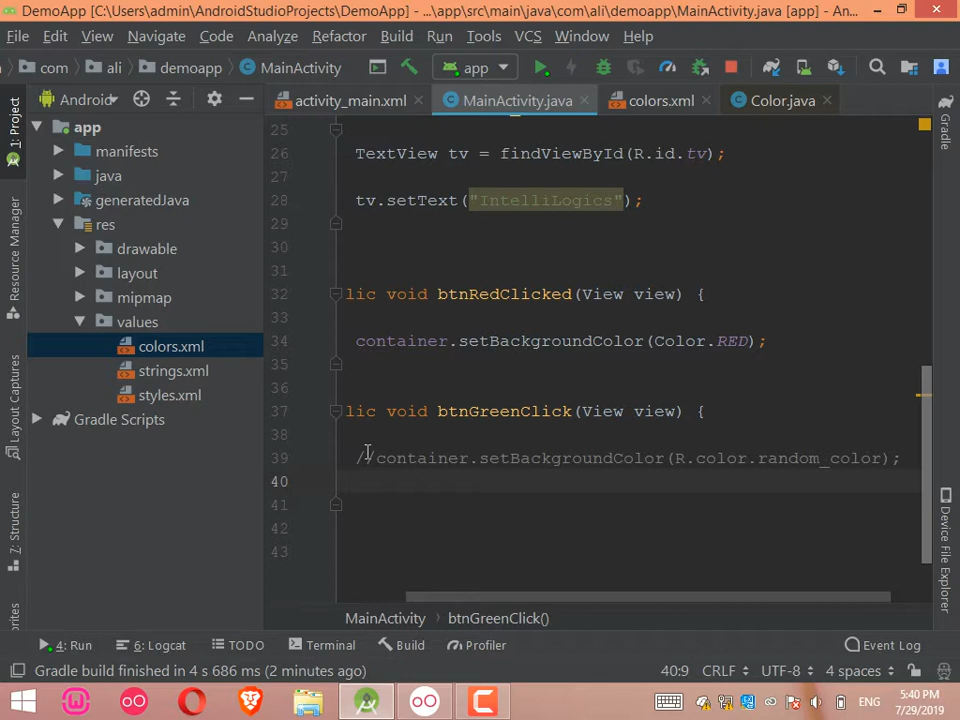 DemoApp [C:\Users\admin\AndroidStudioProjects\DemoApp] - ...\app\src\main\java\com\ali\demoapp\MainActivity.java [app] - An...
File Edit View Navigate Code Analyze Refactor Build Run Tools VCS Window Help
com ali demoapp MainActivity app
Android activity_main.xml MainActivity.java colors.xml Color.java
1: Project
Resource Manager
Layout Captures
7: Structure
app
manifests
java
generatedJava
res
drawable
layout
mipmap
values
colors.xml
strings.xml
styles.xml
Gradle Scripts
25
26 TextView tv = findViewById(R.id.tv);
27
28 tv.setText("IntelliLogics");
29
30
31
32 lic void btnRedClicked(View view) {
33
34 container.setBackgroundColor(Color.RED);
35
36
37 lic void btnGreenClick(View view) {
38
39 //container.setBackgroundColor(R.color.random_color);
40
41
42
43
Gradle
Device File Explorer
MainActivity btnGreenClick()
4: Run 6: Logcat TODO Terminal Build Profiler Event Log
Gradle build finished in 4 s 686 ms (2 minutes ago) 40:9 CRLF UTF-8 4 spaces
ENG 5:40 PM
7/29/2019